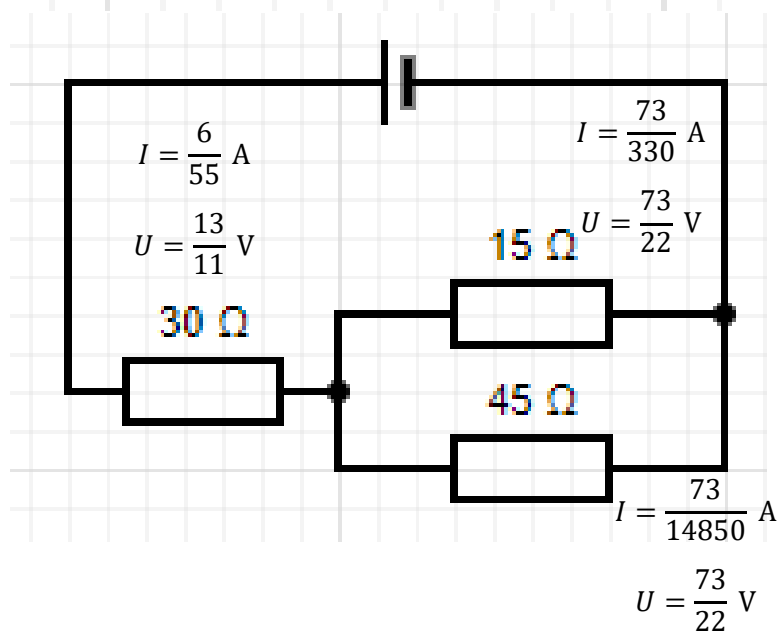 I = 6/55 A
U = 13/11 V
30 Ω
I = 73/330 A
U = 73/22 V
15 Ω
45 Ω
I = 73/14850 A
U = 73/22 V